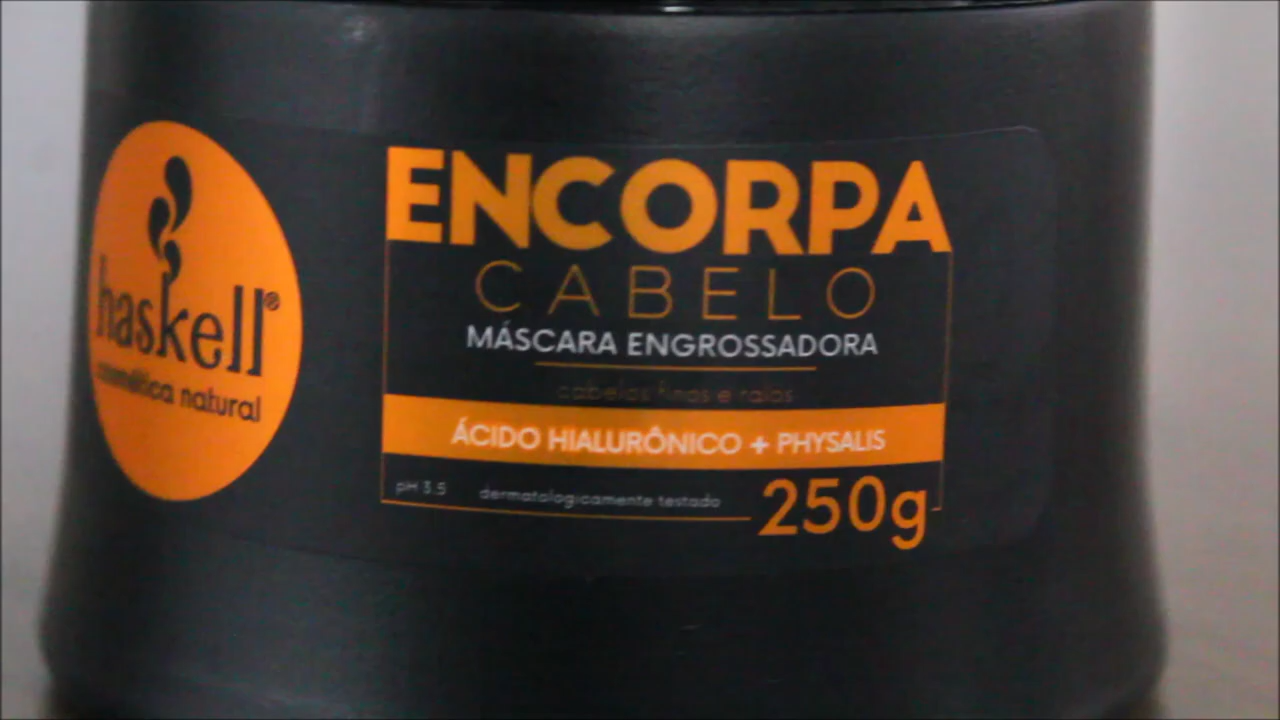 haskell®
cosmética natural
ENCORPA
CABELO
MÁSCARA ENGROSSADORA
cabelos finos e ralos
ÁCIDO HIALURÔNICO + PHYSALIS
pH 3.5 dermatologicamente testado
250g